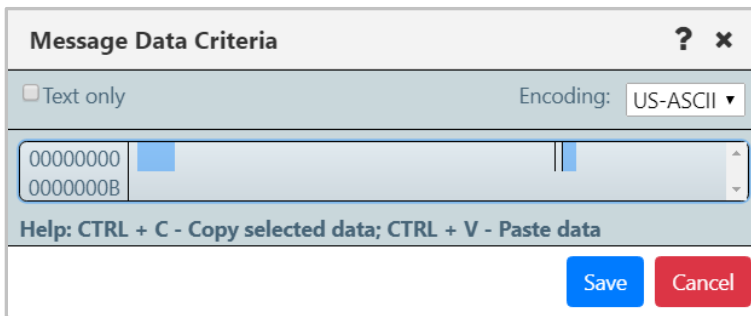 Message Data Criteria ? ×
Text only Encoding: US-ASCII
00000000
0000000B
Help: CTRL + C - Copy selected data; CTRL + V - Paste data
Save Cancel